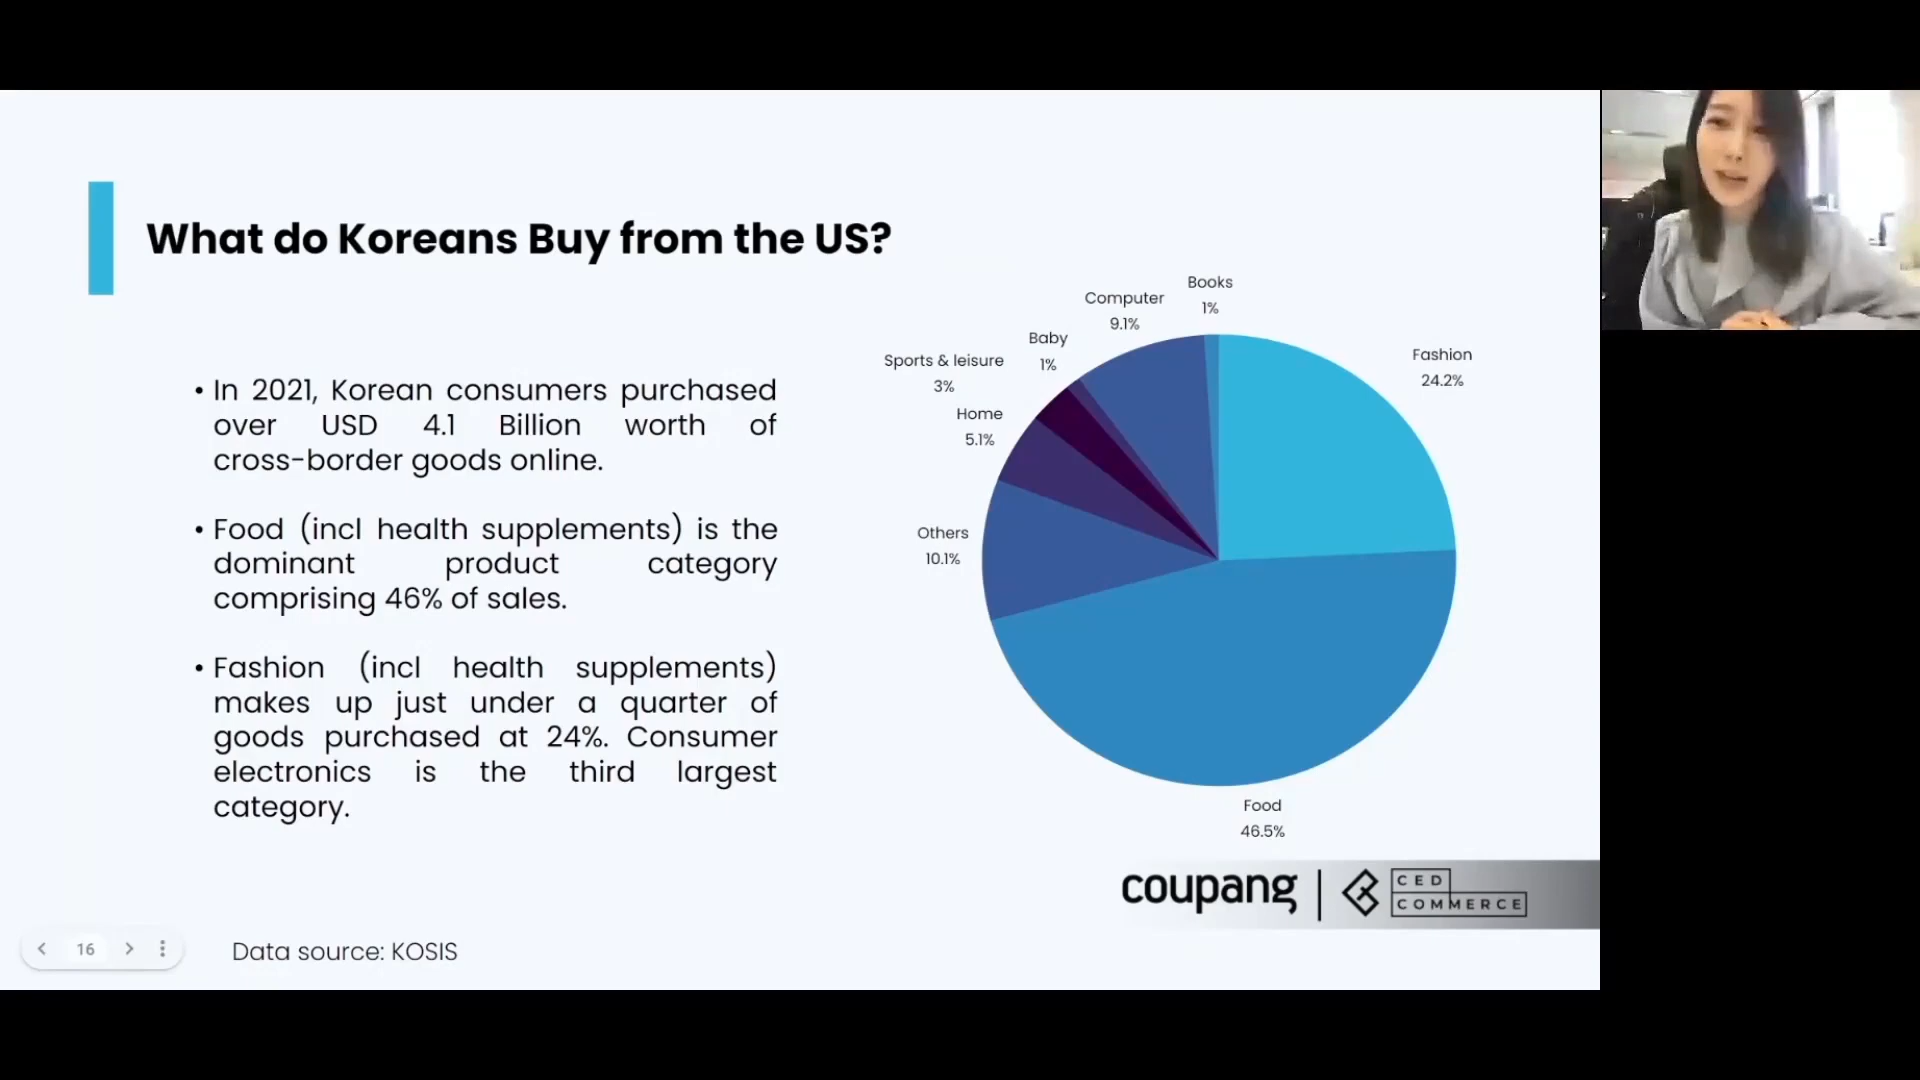 What do Koreans Buy from the US?
• In 2021, Korean consumers purchased
over USD 4.1 Billion worth of
cross-border goods online.
• Food (incl health supplements) is the
dominant product category
comprising 46% of sales.
• Fashion (incl health supplements)
makes up just under a quarter of
goods purchased at 24%. Consumer
electronics is the third largest
category.
Books
1%
Computer
9.1%
Baby
1%
Sports & leisure
3%
Home
5.1%
Others
10.1%
Fashion
24.2%
Food
46.5%
coupang
CED
COMMERCE
16
Data source: KOSIS